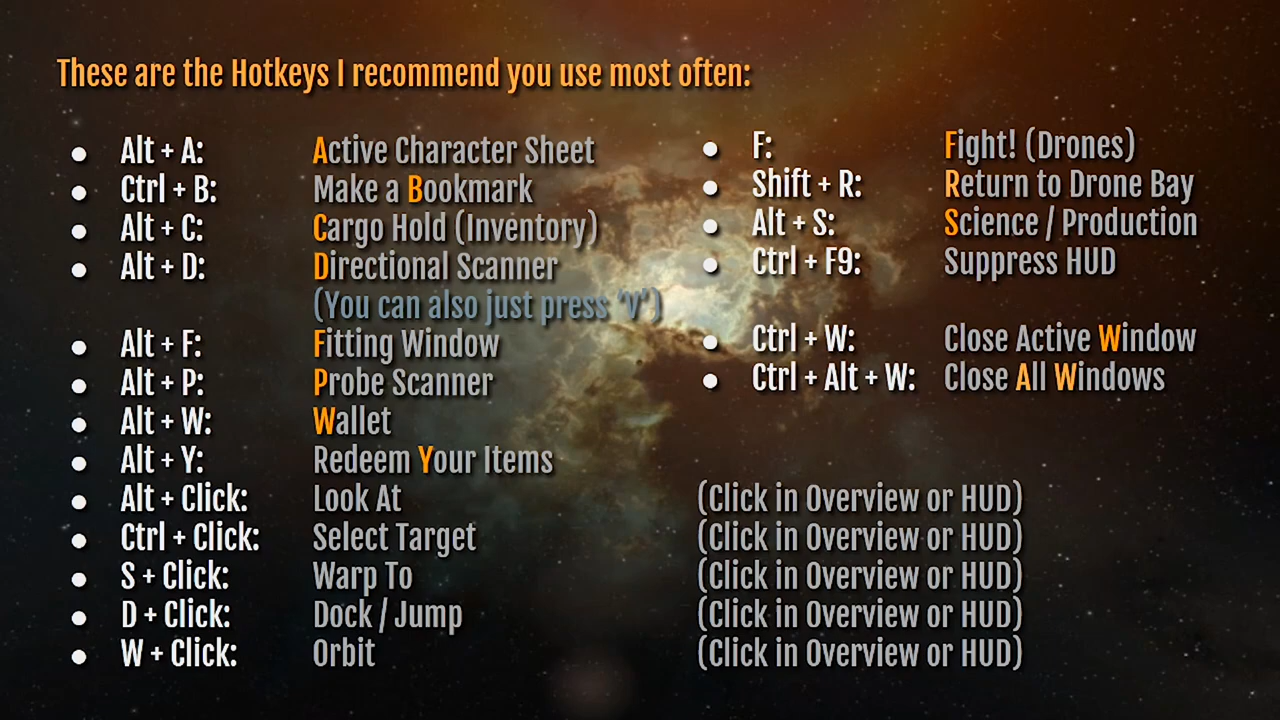 These are the Hotkeys I recommend you use most often:
• Alt + A: Active Character Sheet
• Ctrl + B: Make a Bookmark
• Alt + C: Cargo Hold (Inventory)
• Alt + D: Directional Scanner
(You can also just press ‘V’)
• Alt + F: Fitting Window
• Alt + P: Probe Scanner
• Alt + W: Wallet
• Alt + Y: Redeem Your Items
• Alt + Click: Look At (Click in Overview or HUD)
• Ctrl + Click: Select Target (Click in Overview or HUD)
• S + Click: Warp To (Click in Overview or HUD)
• D + Click: Dock / Jump (Click in Overview or HUD)
• W + Click: Orbit (Click in Overview or HUD)
• F: Fight! (Drones)
• Shift + R: Return to Drone Bay
• Alt + S: Science / Production
• Ctrl + F9: Suppress HUD
• Ctrl + W: Close Active Window
• Ctrl + Alt + W: Close All Windows